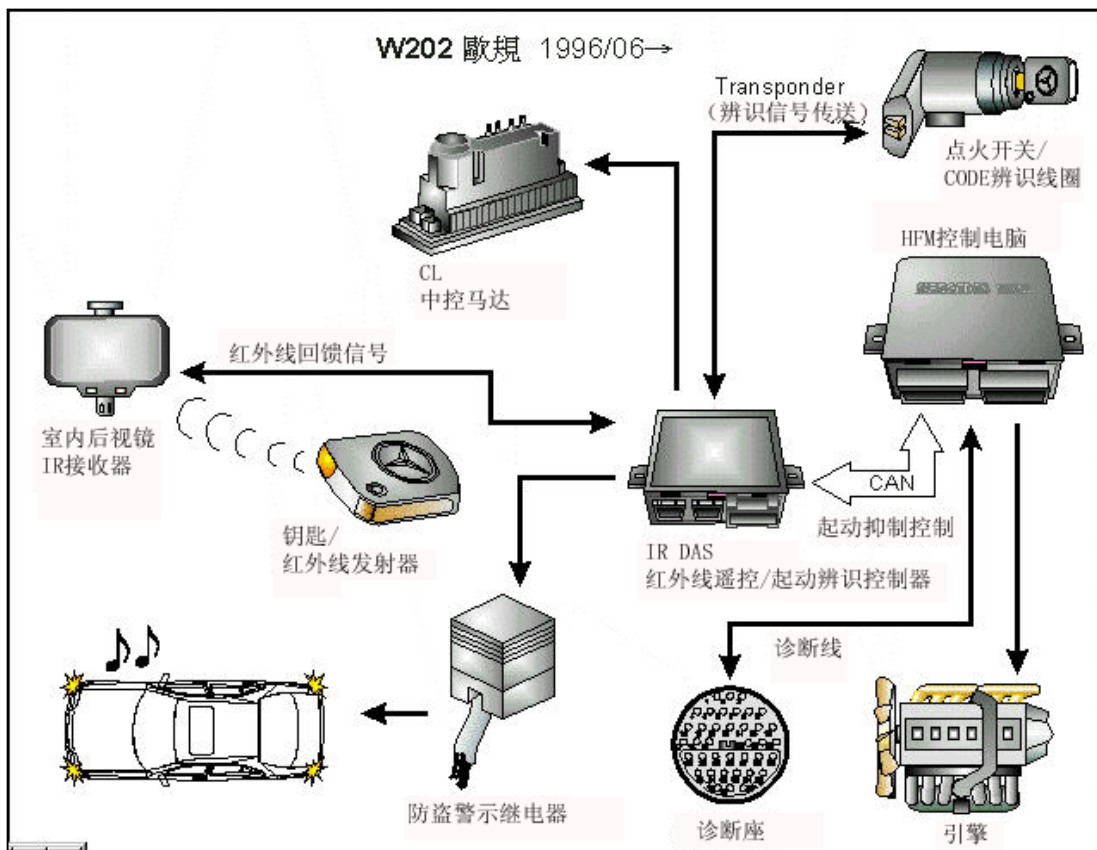 W202 歐規 1996/06→
Transponder
(辨识信号传送)
点火开关/
CODE辨识线圈
HFM控制电脑
CL
中控马达
红外线回馈信号
室内后视镜
IR接收器
钥匙/
红外线发射器
CAN
起动抑制控制
IR DAS
红外线遥控/起动辨识控制器
诊断线
防盗警示继电器
诊断座
引擎